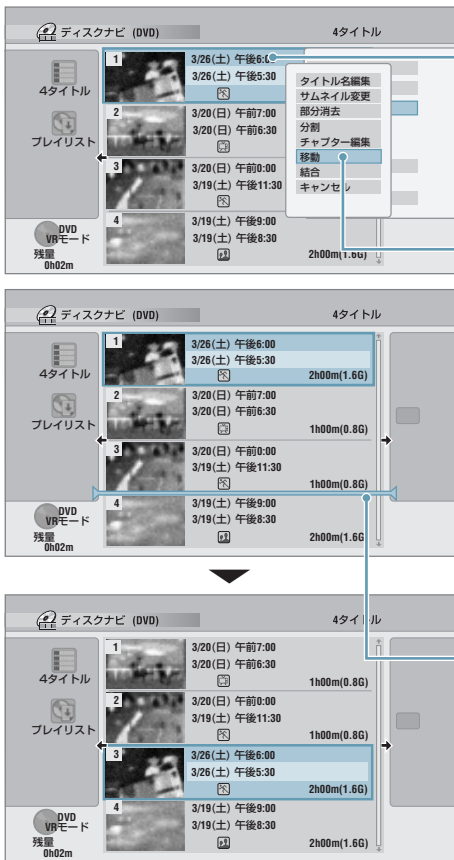 ディスクナビ (DVD)
4タイトル
4タイトル
プレイリスト
DVD
VRモード
残量
0h02m
1
3/26(土) 午後6:0
3/26(土) 午後5:30
2
3/20(日) 午前7:00
3/20(日) 午前6:30
3
3/20(日) 午前0:00
3/19(土) 午後11:30
4
3/19(土) 午後9:00
3/19(土) 午後8:30
2h00m(1.6G)
タイトル名編集
サムネイル変更
部分消去
分割
チャプター編集
移動
結合
キャンセル
ディスクナビ (DVD)
4タイトル
4タイトル
プレイリスト
DVD
VRモード
残量
0h02m
1
3/26(土) 午後6:00
3/26(土) 午後5:30
2h00m(1.6G)
2
3/20(日) 午前7:00
3/20(日) 午前6:30
1h00m(0.8G)
3
3/20(日) 午前0:00
3/19(土) 午後11:30
1h00m(0.8G)
4
3/19(土) 午後9:00
3/19(土) 午後8:30
2h00m(1.6G
ディスクナビ (DVD)
4タイトル
4タイトル
プレイリスト
DVD
VRモード
残量
0h02m
1
3/20(日) 午前7:00
3/20(日) 午前6:30
1h00m(0.8G)
2
3/20(日) 午前0:00
3/19(土) 午後11:30
1h00m(0.8G)
3
3/26(土) 午後6:00
3/26(土) 午後5:30
2h00m(1.6G)
4
3/19(土) 午後9:00
3/19(土) 午後8:30
2h00m(1.6G)